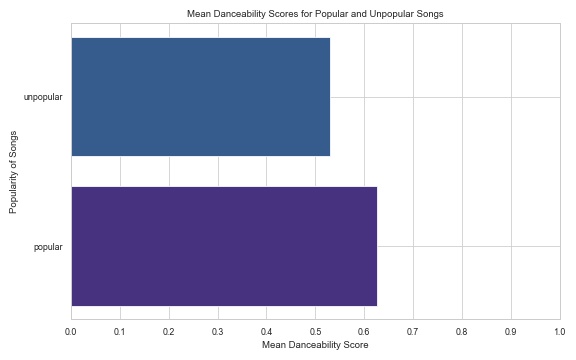 Mean Danceability Scores for Popular and Unpopular Songs
Popularity of Songs
unpopular
popular
0.0 0.1 0.2 0.3 0.4 0.5 0.6 0.7 0.8 0.9 1.0
Mean Danceability Score